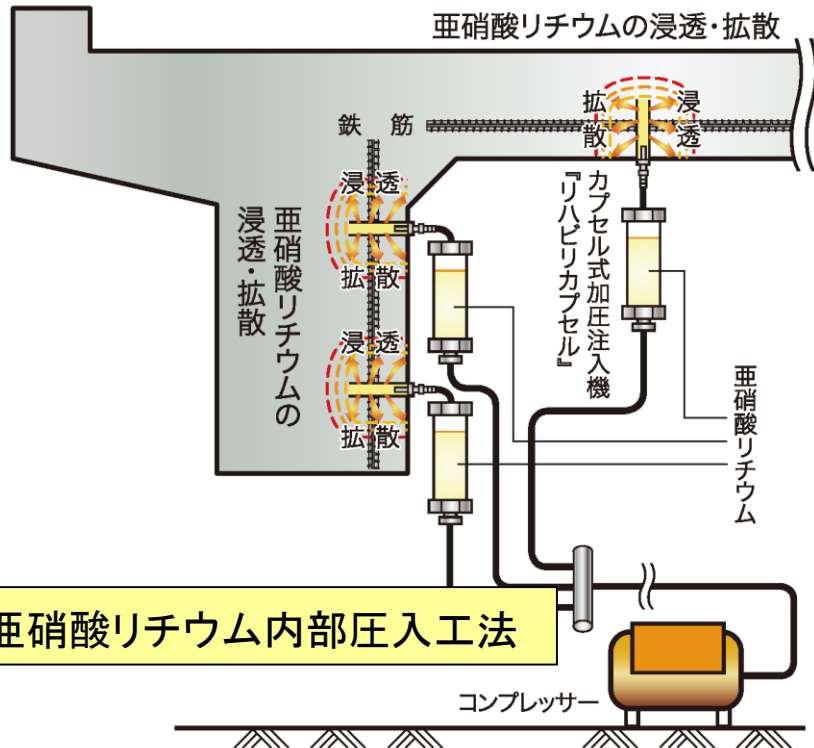 亜硝酸リチウムの浸透・拡散
拡 浸
散 透
鉄筋
浸透
拡散
亜硝酸リチウムの
浸透・拡散
浸透
拡散
カプセル式加圧注入機
『リハビリカプセル』
亜硝酸リチウム
亜硝酸リチウム内部圧入工法
コンプレッサー